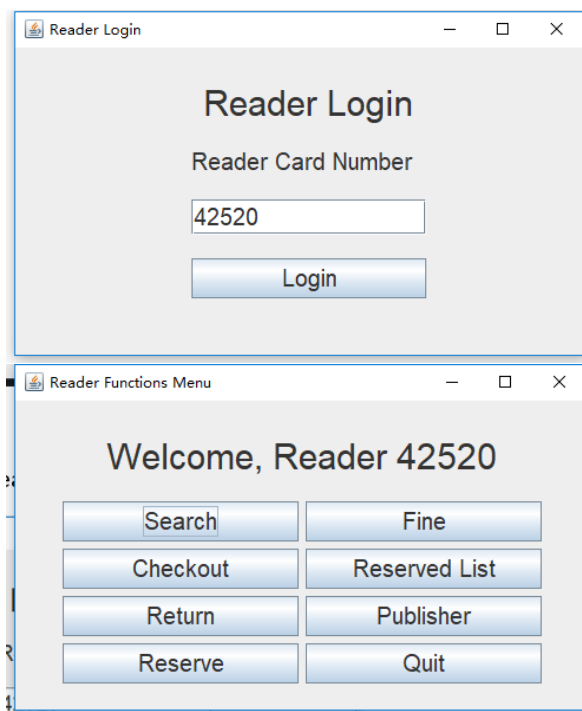 Reader Login
Reader Login
Reader Card Number
42520
Login
Reader Functions Menu
Welcome, Reader 42520
Search Fine
Checkout Reserved List
Return Publisher
Reserve Quit